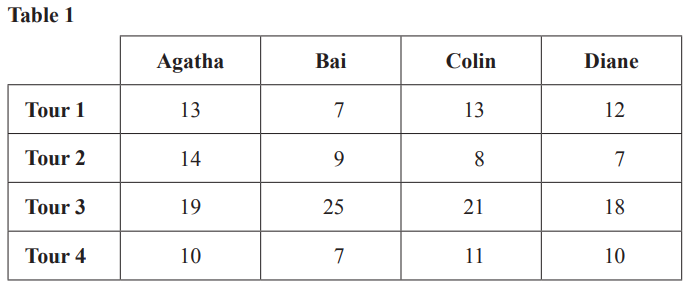 Table 1
Agatha Bai Colin Diane
Tour 1 13 7 13 12
Tour 2 14 9 8 7
Tour 3 19 25 21 18
Tour 4 10 7 11 10